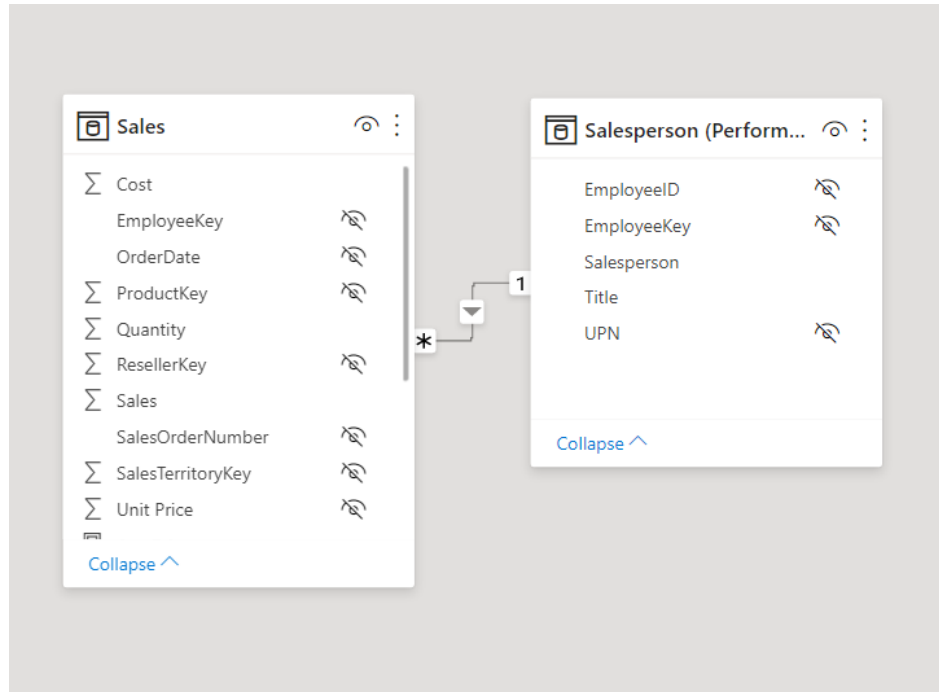 Sales
Cost
EmployeeKey
OrderDate
ProductKey
Quantity
ResellerKey
Sales
SalesOrderNumber
SalesTerritoryKey
Unit Price
Collapse
*
1
Salesperson (Perform...
EmployeeID
EmployeeKey
Salesperson
Title
UPN
Collapse